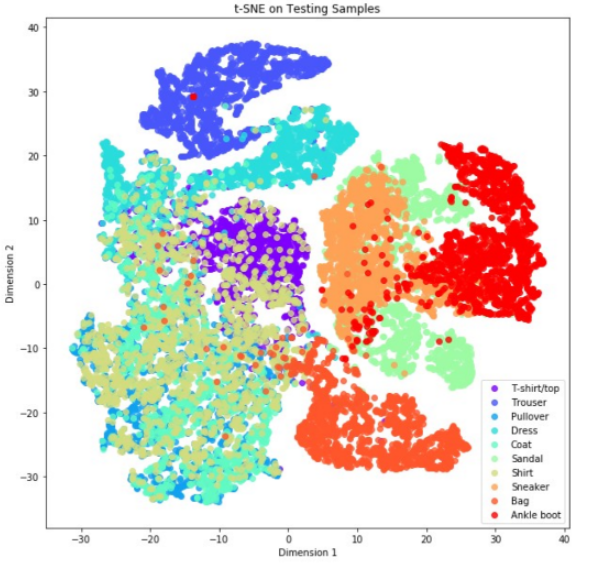 t-SNE on Testing Samples
40
30
20
10
0
−10
−20
−30
Dimension 2
−30
−20
−10
0
10
20
30
40
Dimension 1
T-shirt/top
Trouser
Pullover
Dress
Coat
Sandal
Shirt
Sneaker
Bag
Ankle boot